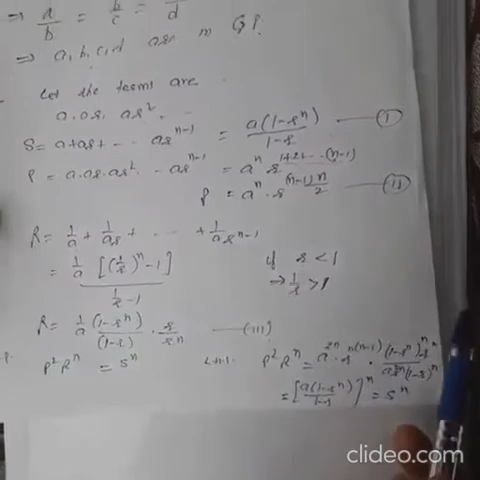 ⇒ a/b = b/c = /d
⇒ a, b, c, d are in G.P.
Let the terms are
a, ar, ar²,
S = a+ar+ ... ar^(n-1) = a(1-r^n)/(1-r) —(I)
P = a.ar.ar² .. ar^(n-1) = a^n r^(1+2+...(n-1))
P = a^n . r^((n-1)n/2) —(II)
R = 1/a + 1/ar + ... + 1/ar^(n-1)
= 1/a [(1/r)^n -1] / (1/r -1) if r < 1
⇒ 1/r > 1
R = 1/a (1-r^n)/(1-r) . r/r^n —(III)
P²R^n = S^n L.H.S. P²R^n = a^2n . r^(n(n-1)) . (1-r^n)^n r^n
= [a(1-r^n)/(1-r)]^n = S^n
clideo.com